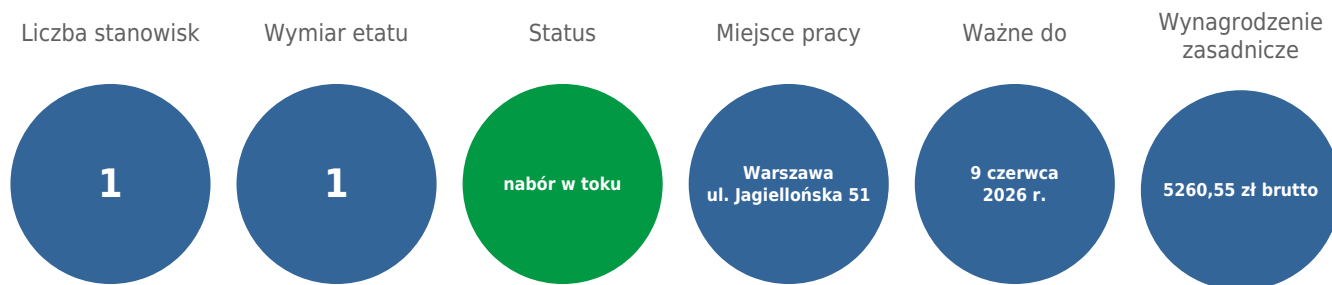 Liczba stanowisk
1
Wymiar etatu
1
Status
nabór w toku
Miejsce pracy
Warszawa
ul. Jagiellońska 51
Ważne do
9 czerwca
2026 r.
Wynagrodzenie
zasadnicze
5260,55 zł brutto